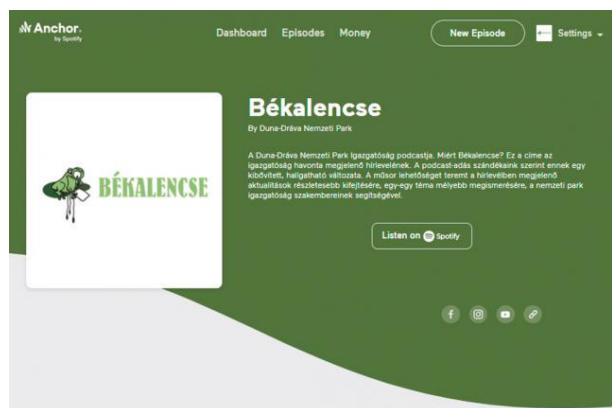 Anchor
by Spotify
Dashboard Episodes Money New Episode Settings
Békalencse
By Duna-Dráva Nemzeti Park
BÉKALENCSE
A Duna-Dráva Nemzeti Park Igazgatóság podcastja. Miért Békalencse? Ez a címe az
igazgatóság havonta megjelenő hírlevelének. A podcast-adás szándékaink szerint ennek egy
kibővített, hallgatható változata. A műsor lehetőséget teremt a hírlevélben megjelenő
aktualitások részletesebb kifejtésére, egy-egy téma mélyebb megismerésére, a nemzeti park
igazgatóság szakembereinek segítségével.
Listen on Spotify